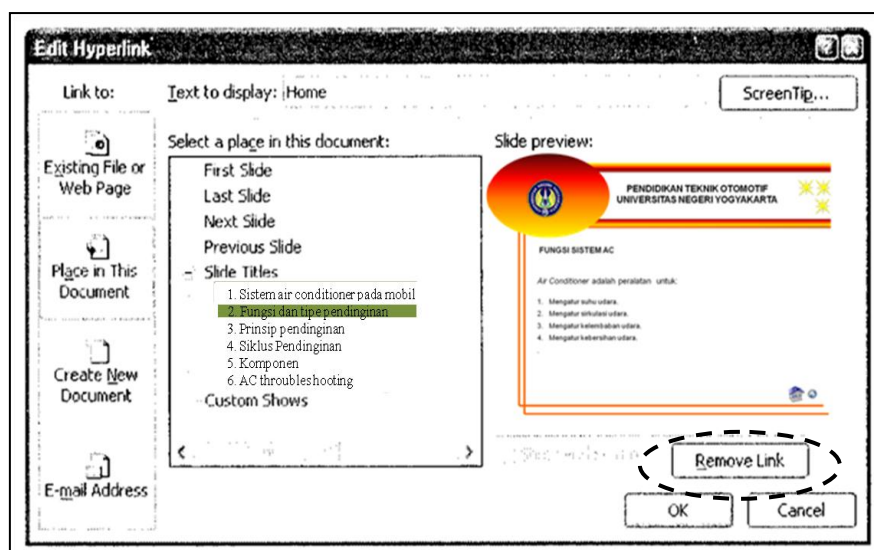 Edit Hyperlink
Link to:
Text to display: Home
ScreenTip...
Existing File or
Web Page
Place in This
Document
Create New
Document
E-mail Address
Select a place in this document:
First Slide
Last Slide
Next Slide
Previous Slide
Slide Titles
1. Sistem air conditioner pada mobil
2. Fungsi dan tipe pendinginan
3. Prinsip pendinginan
4. Siklus Pendinginan
5. Komponen
6. AC throubleshooting
Custom Shows
Slide preview:
PENDIDIKAN TEKNIK OTOMOTIF
UNIVERSITAS NEGERI YOGYAKARTA
FUNGSI SISTEM AC
Air Conditioner adalah peralatan untuk:
1. Mengatur suhu udara.
2. Mengatur sirkulasi udara.
3. Mengatur kelembaban udara.
4. Mengatur kebersihan udara.
Remove Link
OK
Cancel